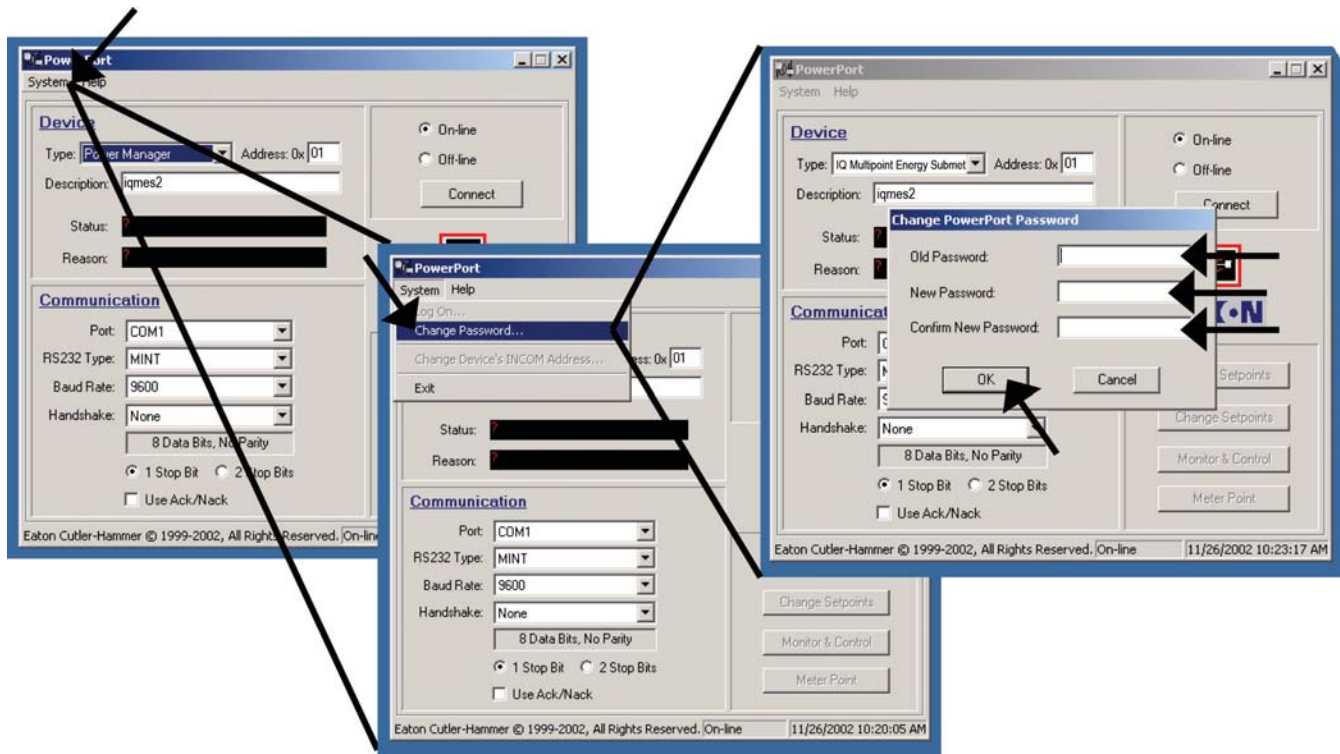 PowerPort
System Help
Device
Type: Power Manager Address: 0x 01
Description: iqmes2
Status: ?
Reason: ?
On-line
Off-line
Connect
Communication
Port: COM1
RS232 Type: MINT
Baud Rate: 9600
Handshake: None
8 Data Bits, No Parity
1 Stop Bit 2 Stop Bits
Use Ack/Nack
Eaton Cutler-Hammer © 1999-2002, All Rights Reserved.
PowerPort
System Help
Log On...
Change Password...
Change Device's INCOM Address... 0x 01
Exit
Status: ?
Reason: ?
Communication
Port: COM1
RS232 Type: MINT
Baud Rate: 9600
Handshake: None
8 Data Bits, No Parity
1 Stop Bit 2 Stop Bits
Use Ack/Nack
Change Setpoints
Monitor & Control
Meter Point
Eaton Cutler-Hammer © 1999-2002, All Rights Reserved. On-line 11/26/2002 10:20:05 AM
PowerPort
System Help
Device
Type: IQ Multipoint Energy Submet Address: 0x 01
Description: iqmes2
Status:
Reason:
On-line
Off-line
Connect
Change PowerPort Password
Old Password:
New Password:
Confirm New Password:
OK Cancel
Port:
RS232 Type:
Baud Rate:
Handshake: None
8 Data Bits, No Parity
1 Stop Bit 2 Stop Bits
Use Ack/Nack
Setpoints
Change Setpoints
Monitor & Control
Meter Point
Eaton Cutler-Hammer © 1999-2002, All Rights Reserved. On-line 11/26/2002 10:23:17 AM